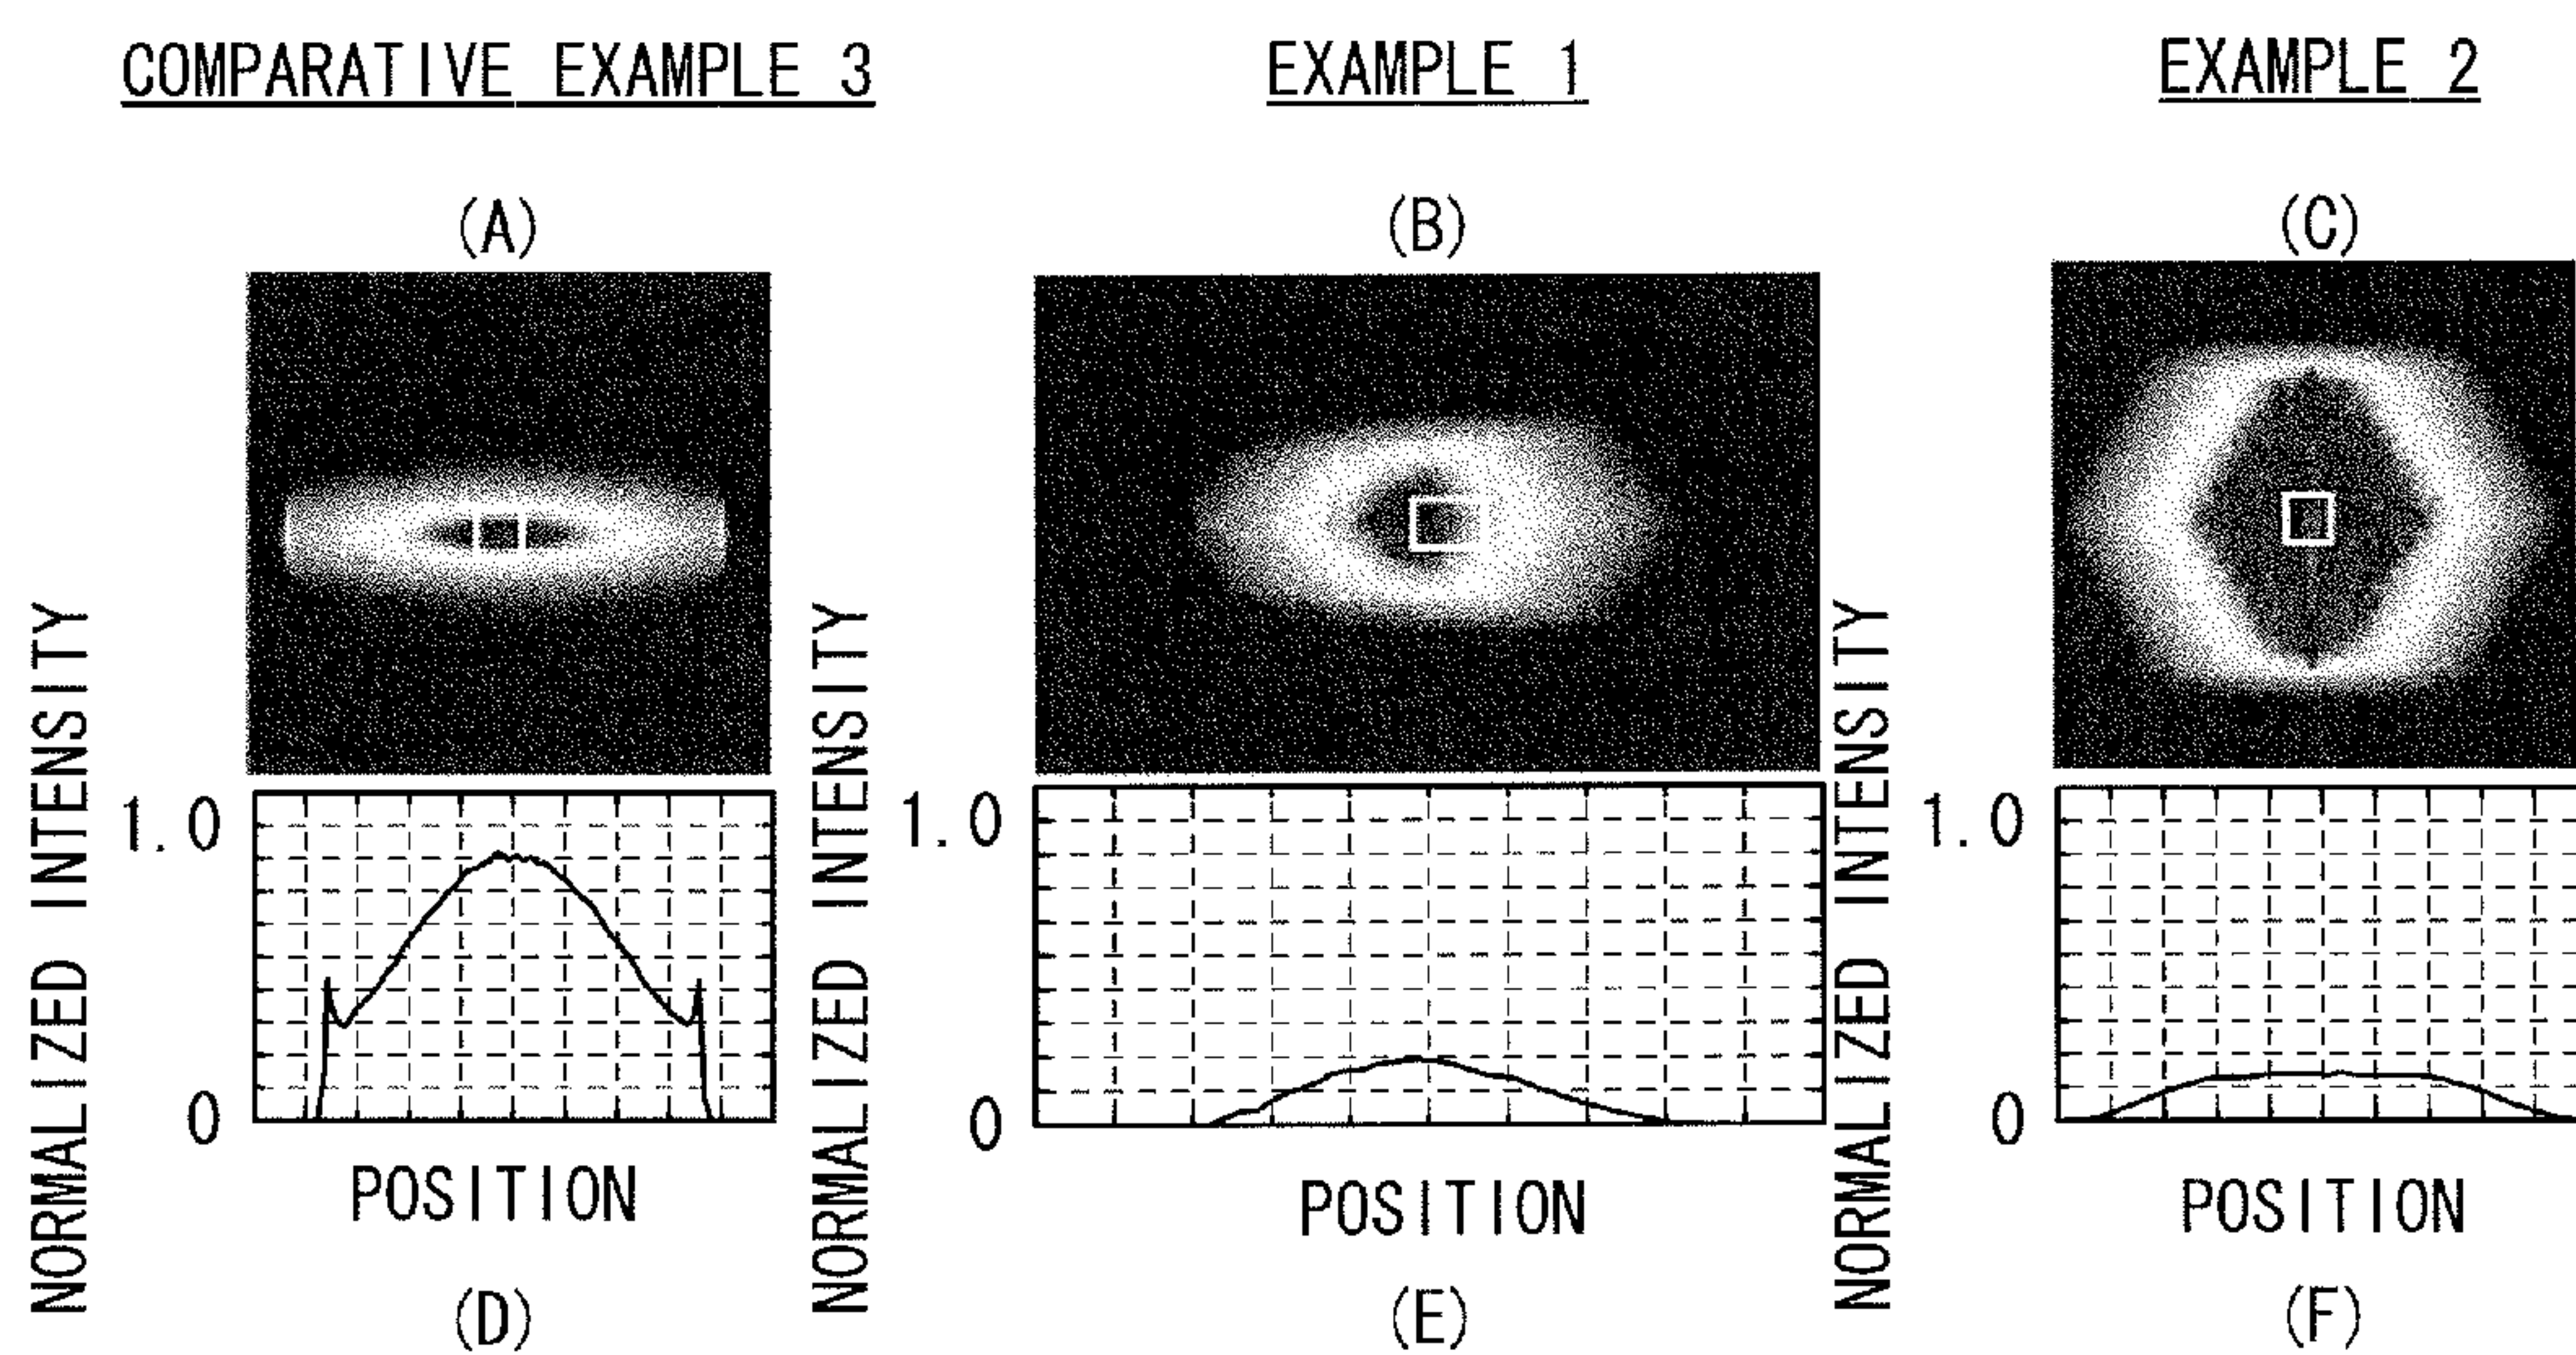 COMPARATIVE EXAMPLE 3
EXAMPLE 1
EXAMPLE 2
(A)
(B)
(C)
NORMALIZED INTENSITY
1.0
0
POSITION
(D)
NORMALIZED INTENSITY
1.0
0
POSITION
(E)
NORMALIZED INTENSITY
1.0
0
POSITION
(F)